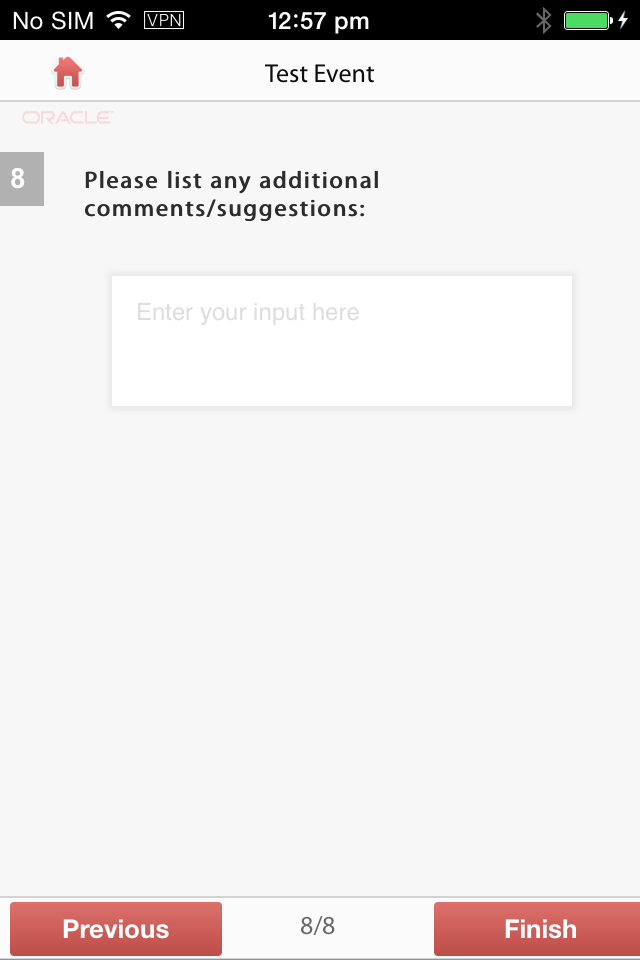 No SIM VPN 12:57 pm
Test Event
ORACLE
8
Please list any additional
comments/suggestions:
Enter your input here
Previous 8/8 Finish